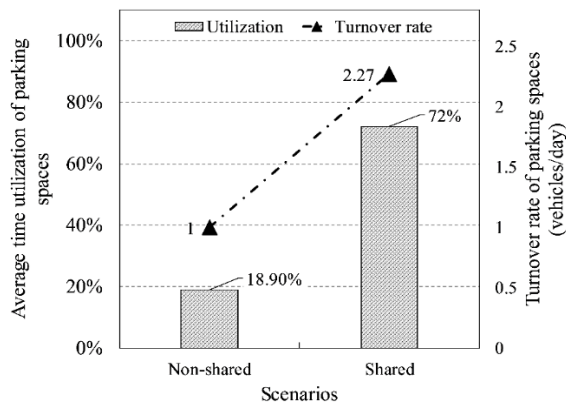 Utilization
Turnover rate
Average time utilization of parking
spaces
100%
80%
60%
40%
20%
0%
2.5
2
1.5
1
0.5
0
Turnover rate of parking spaces
(vehicles/day)
2.27
72%
1
18.90%
Non-shared
Shared
Scenarios